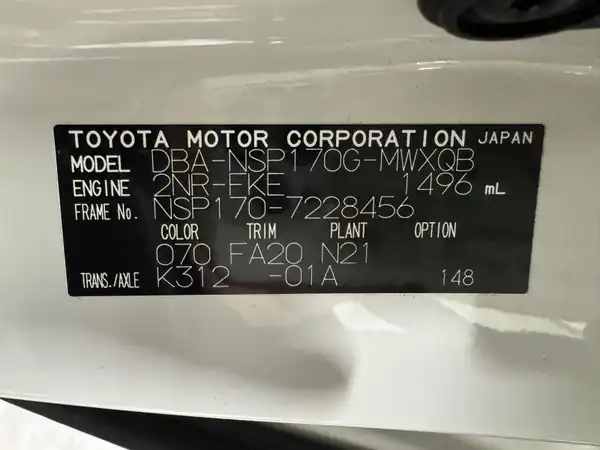 TOYOTA MOTOR CORPORATION JAPAN
MODEL DBA-NSP170G-MWXQB
ENGINE 2NR-FKE 1496 mL
FRAME No. NSP170-7228456
COLOR TRIM PLANT OPTION
070 FA20 N21
TRANS./AXLE K312 -01A 148